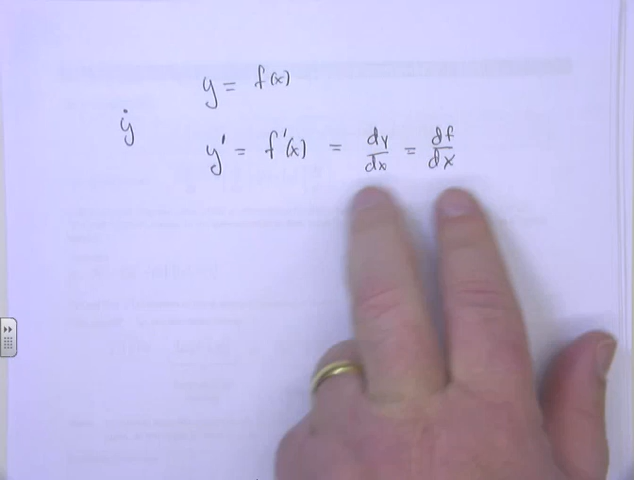 y = f(x)
ẏ
y' = f'(x) = dy/dx = df/dx